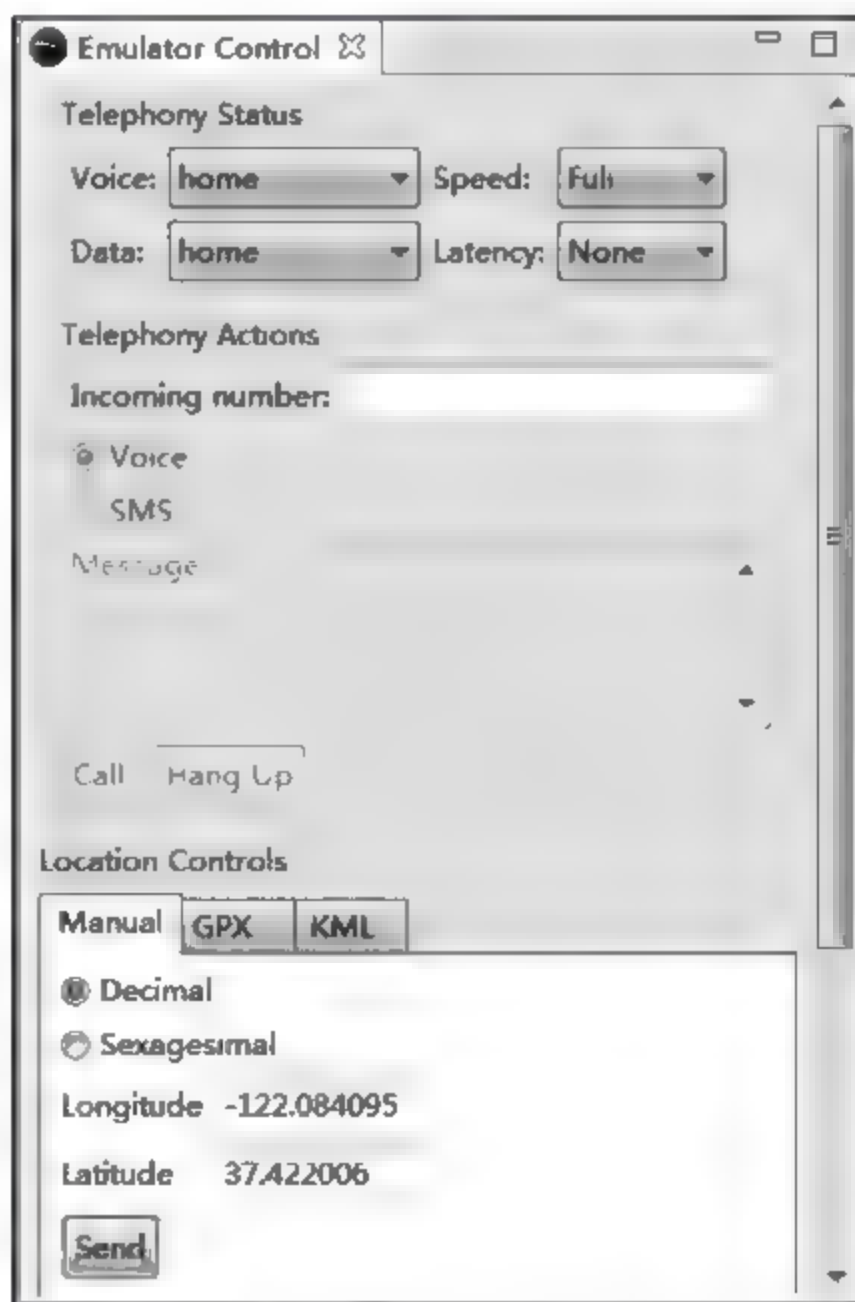 Emulator Control
Telephony Status
Voice: home Speed: Full
Data: home Latency: None
Telephony Actions
Incoming number:
Voice
SMS
Message
Call Hang Up
Location Controls
Manual GPX KML
Decimal
Sexagesimal
Longitude -122.084095
Latitude 37.422006
Send